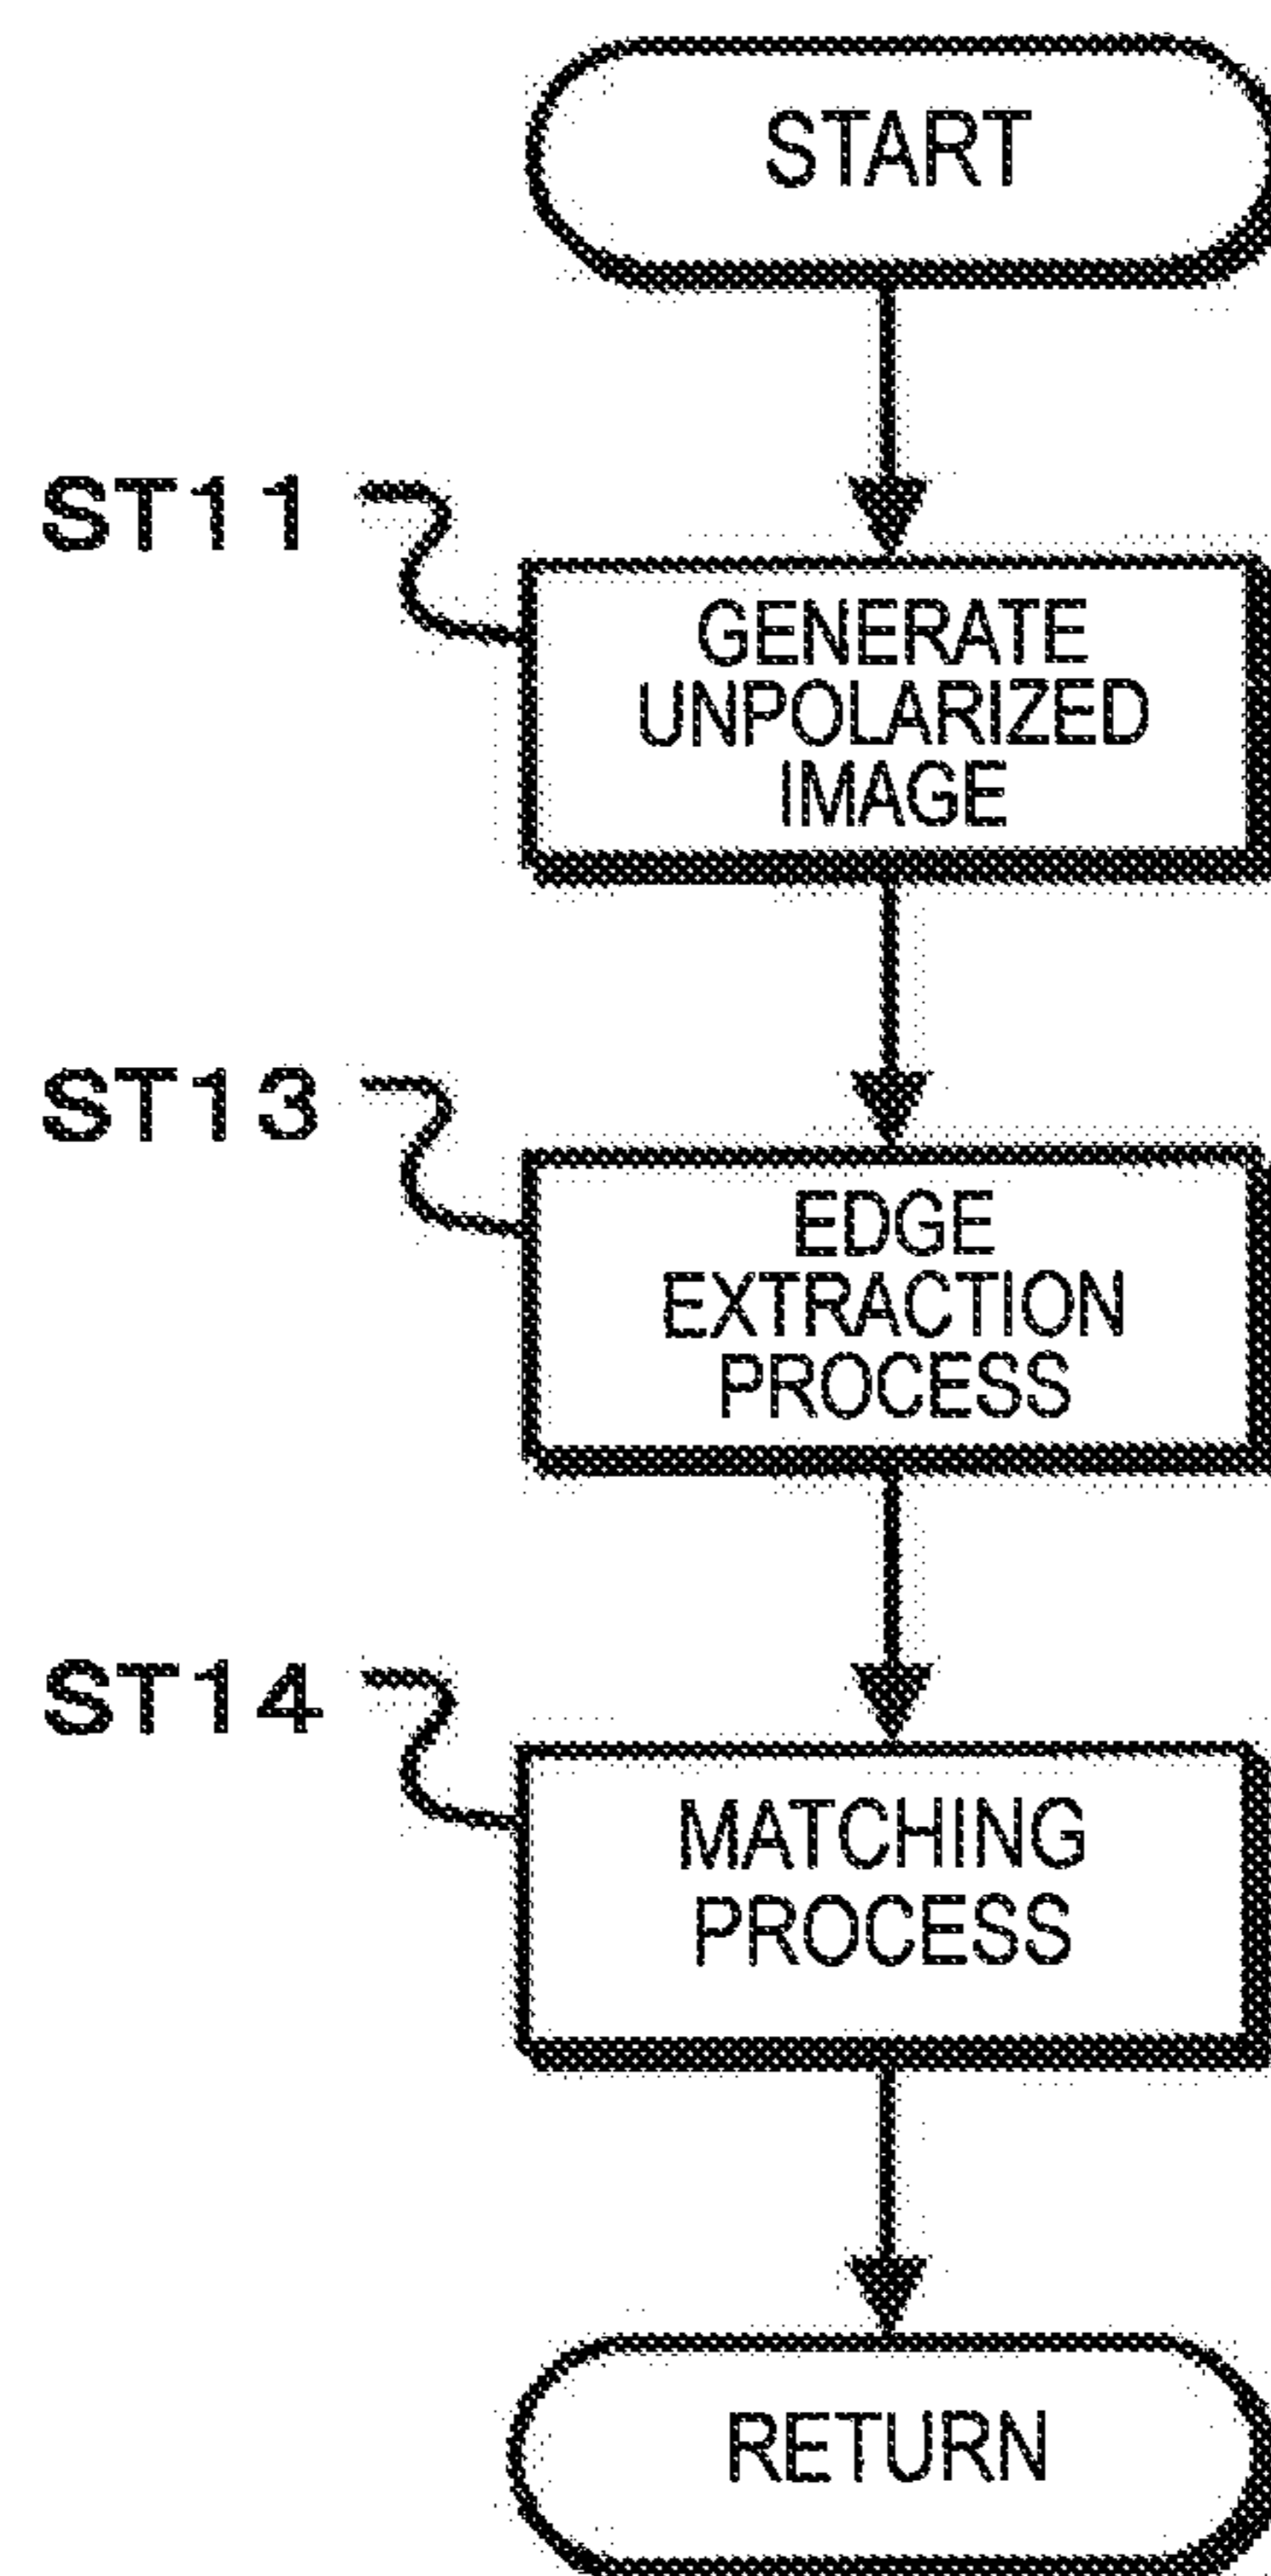 START
ST11
GENERATE
UNPOLARIZED
IMAGE
ST13
EDGE
EXTRACTION
PROCESS
ST14
MATCHING
PROCESS
RETURN